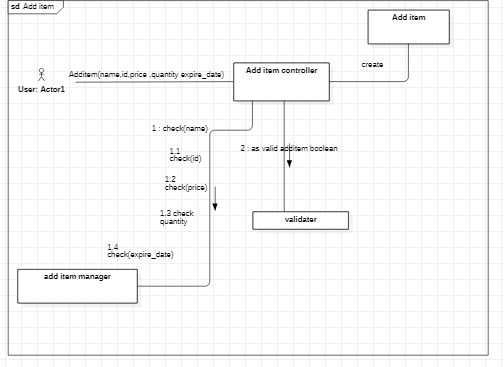 sd Add item
Add item
create
Additem(name,id,price ,quantity expire_date)
Add item controller
User: Actor1
1 : check(name)
2 : as valid additem boolean
1.1
check(id)
1.2
check(price)
1.3 check
quantity
validater
1.4
check(expire_date)
add item manager